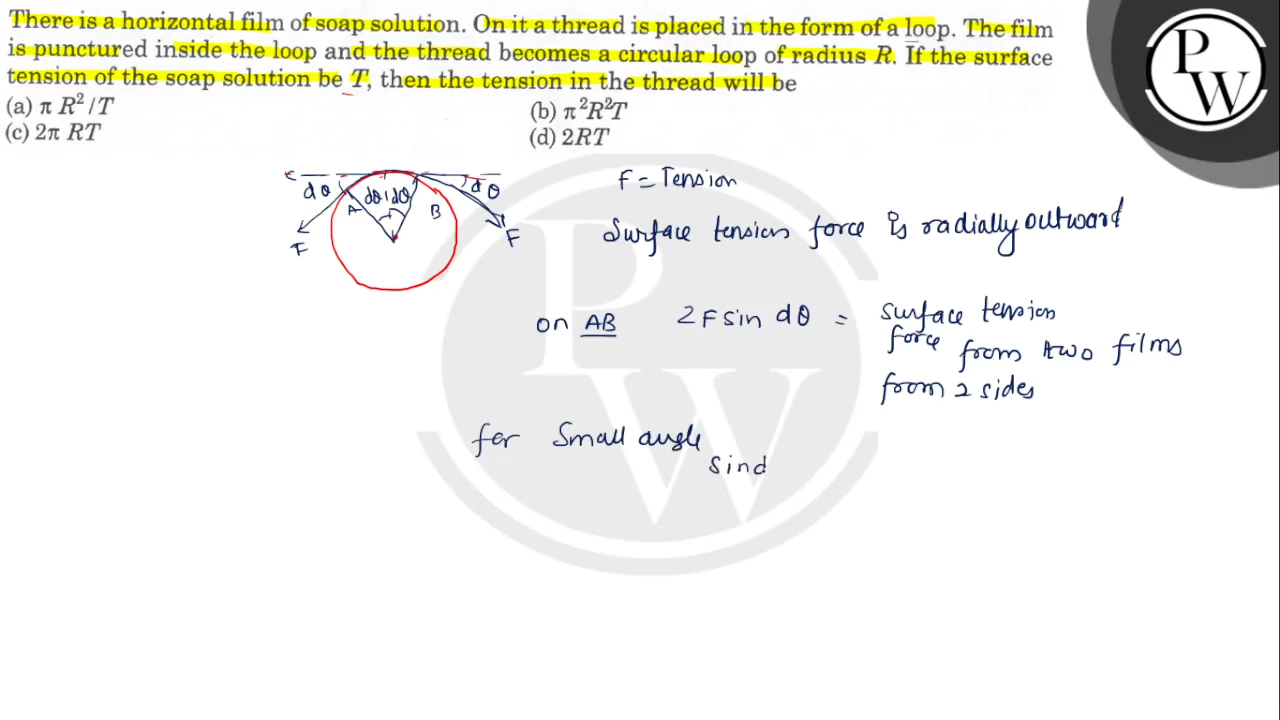 There is a horizontal film of soap solution. On it a thread is placed in the form of a loop. The film
is punctured inside the loop and the thread becomes a circular loop of radius R. If the surface
tension of the soap solution be T, then the tension in the thread will be
(a) π R²/T (b) π²R²T
(c) 2π RT (d) 2RT
P
W
dθ dθ dθ dθ
A B
F F
F = Tension
Surface tension force is radially outward
on AB 2F sin dθ = surface tension
force from two films
from 2 sides
for small angle
sind